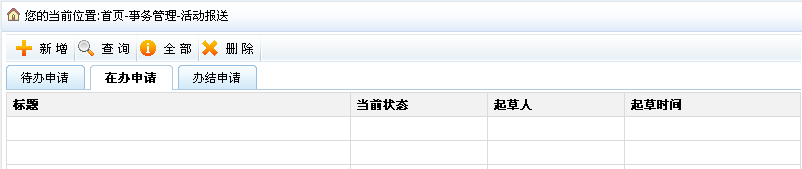 您的当前位置:首页-事务管理-活动报送
新增 查询 全部 删除
待办申请 在办申请 办结申请
标题 当前状态 起草人 起草时间